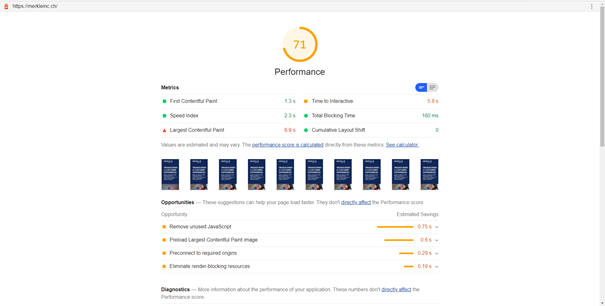 https://merkleinc.ch/
71
Performance
Metrics
First Contentful Paint 1.3 s
Time to Interactive 5.8 s
Speed Index 2.3 s
Total Blocking Time 160 ms
Largest Contentful Paint 6.9 s
Cumulative Layout Shift 0
Values are estimated and may vary. The performance score is calculated directly from these metrics. See calculator.
Opportunities — These suggestions can help your page load faster. They don't directly affect the Performance score.
Opportunity Estimated Savings
Remove unused JavaScript 0.75 s
Preload Largest Contentful Paint image 0.6 s
Preconnect to required origins 0.29 s
Eliminate render-blocking resources 0.19 s
Diagnostics — More information about the performance of your application. These numbers don't directly affect the
Performance score.